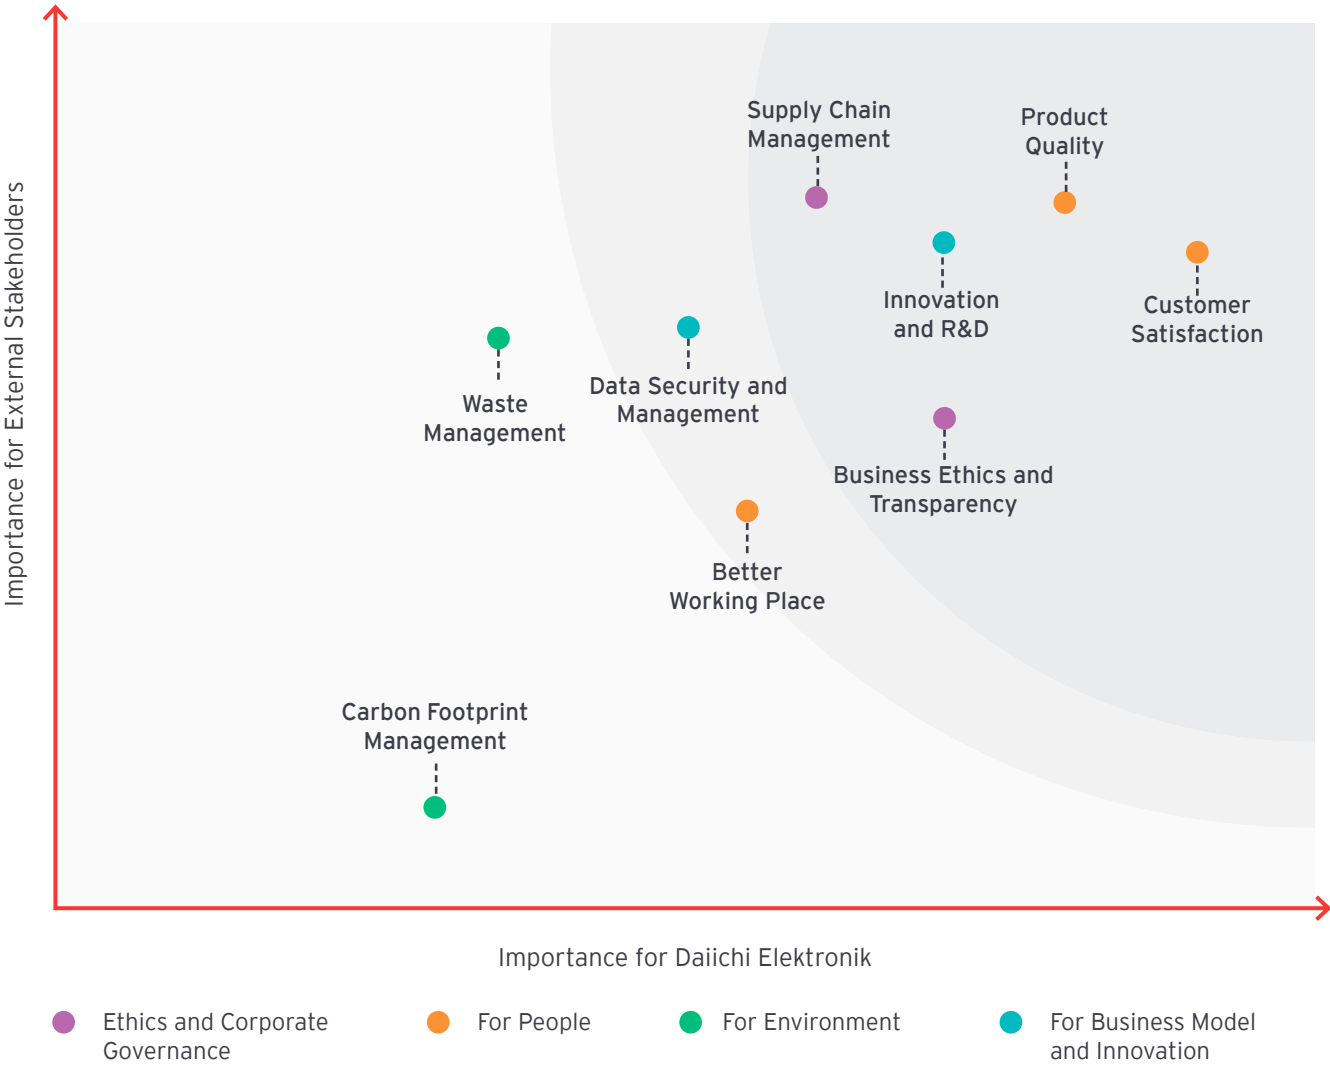 Importance for External Stakeholders
Supply Chain
Management
Product
Quality
Innovation
and R&D
Customer
Satisfaction
Waste
Management
Data Security and
Management
Business Ethics and
Transparency
Better
Working Place
Carbon Footprint
Management
Importance for Daiichi Elektronik
Ethics and Corporate
Governance
For People
For Environment
For Business Model
and Innovation